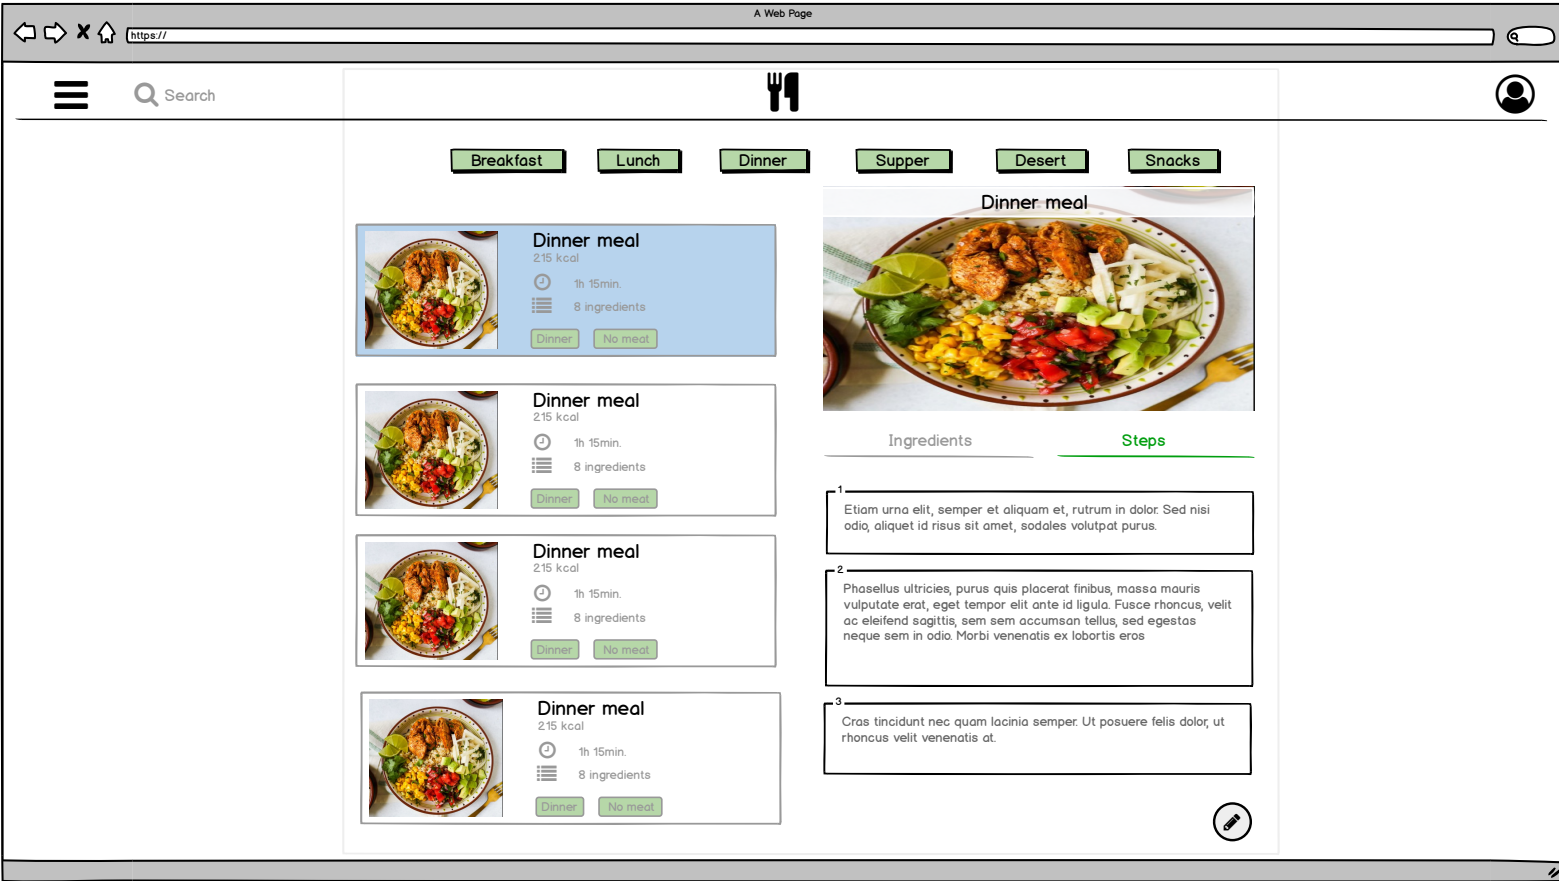 A Web Page
https://
Search
Breakfast
Lunch
Dinner
Supper
Desert
Snacks
Dinner meal
215 kcal
1h 15min.
8 ingredients
Dinner
No meat
Dinner meal
215 kcal
1h 15min.
8 ingredients
Dinner
No meat
Dinner meal
215 kcal
1h 15min.
8 ingredients
Dinner
No meat
Dinner meal
215 kcal
1h 15min.
8 ingredients
Dinner
No meat
Dinner meal
Ingredients
Steps
1
Etiam urna elit, semper et aliquam et, rutrum in dolor. Sed nisi
odio, aliquet id risus sit amet, sodales volutpat purus.
2
Phasellus ultricies, purus quis placerat finibus, massa mauris
vulputate erat, eget tempor elit ante id ligula. Fusce rhoncus, velit
ac eleifend sagittis, sem sem accumsan tellus, sed egestas
neque sem in odio. Morbi venenatis ex lobortis eros
3
Cras tincidunt nec quam lacinia semper. Ut posuere felis dolor, ut
rhoncus velit venenatis at.